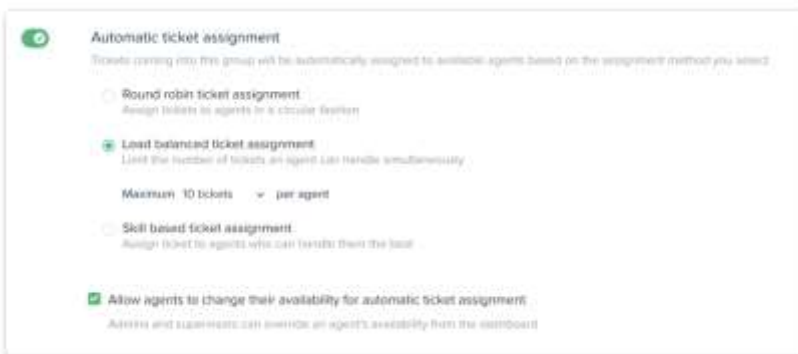 Automatic ticket assignment
Tickets coming into this group will be automatically assigned to available agents based on the assignment method you select
Round robin ticket assignment
Assign tickets to agents in a circular fashion
Load balanced ticket assignment
Limit the number of tickets an agent can handle simultaneously
Maximum 10 tickets per agent
Skill based ticket assignment
Assign ticket to agents who can handle them the best
Allow agents to change their availability for automatic ticket assignment
Admins and supervisors can override an agent's availability from the dashboard